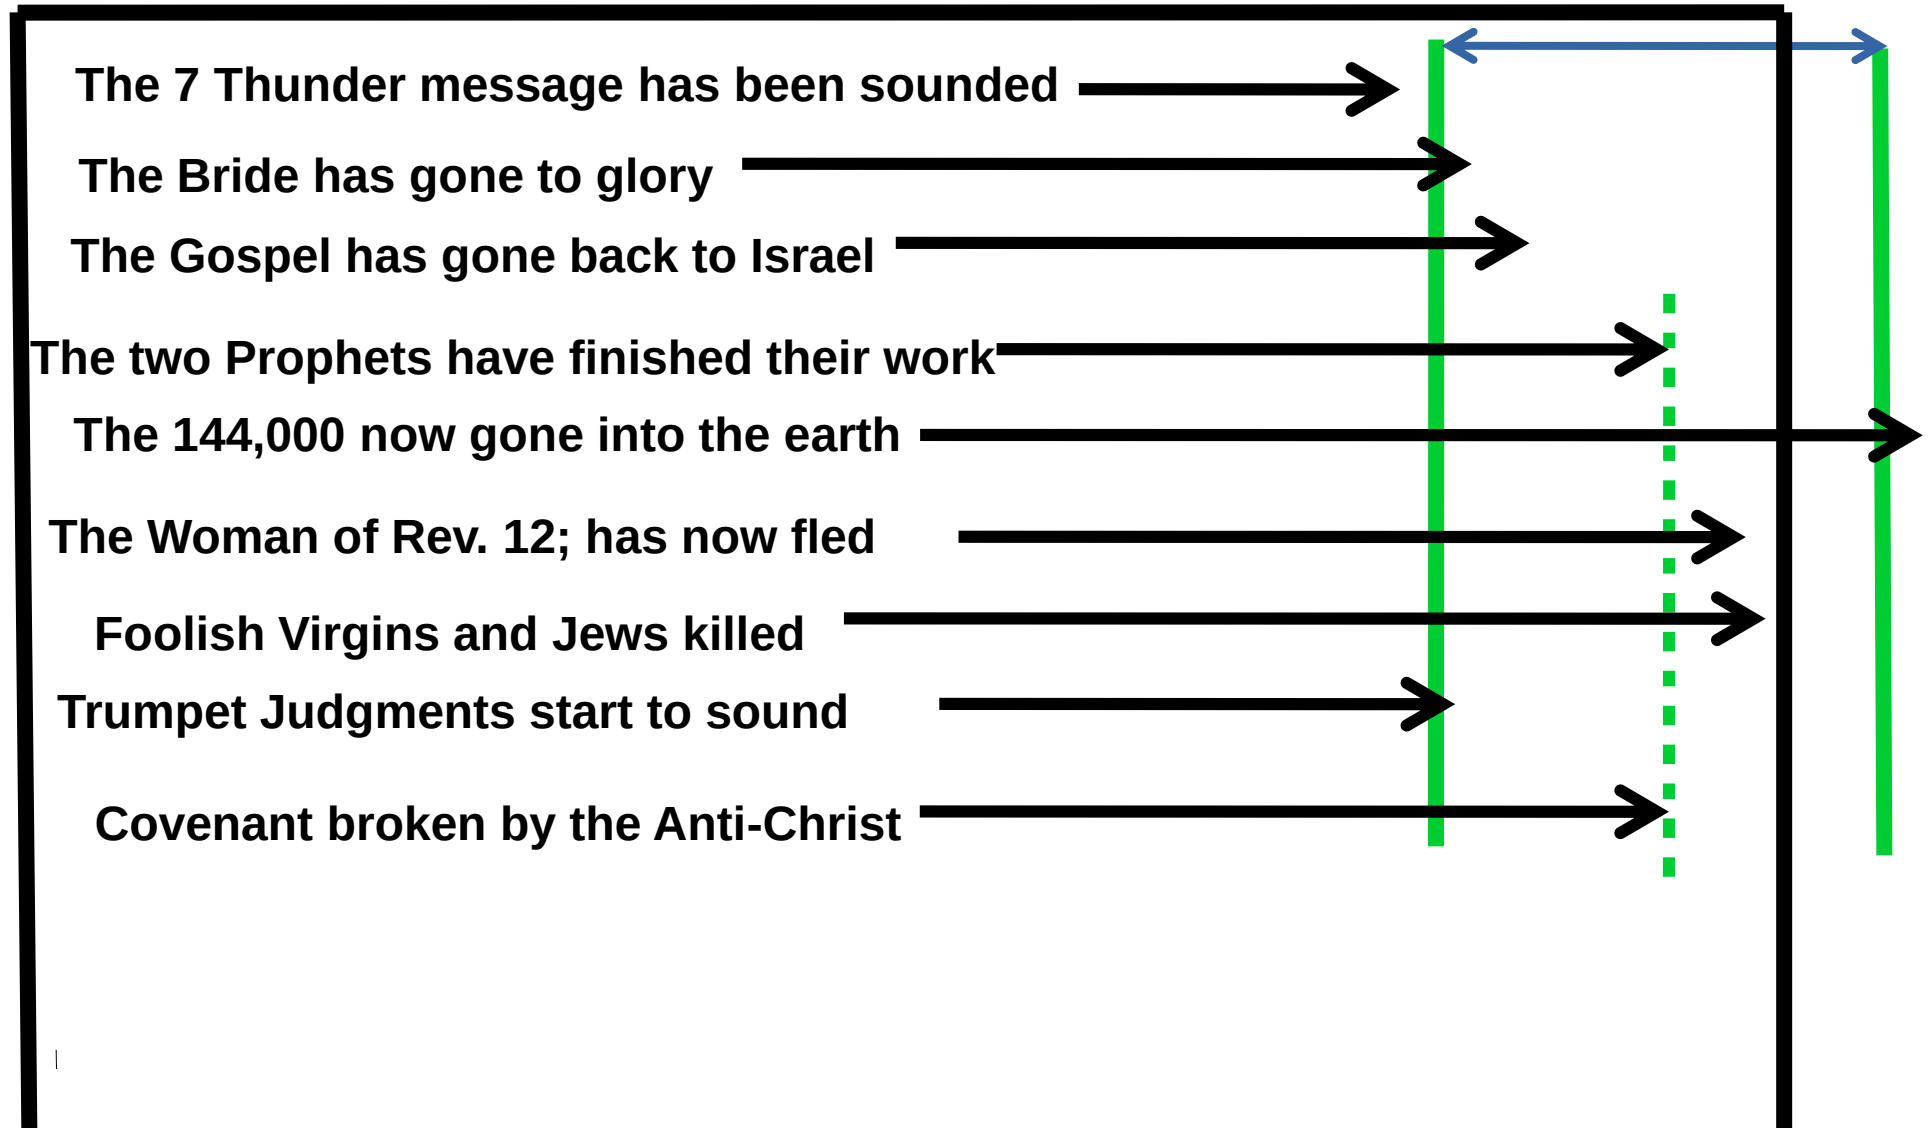 The 7 Thunder message has been sounded
The Bride has gone to glory
The Gospel has gone back to Israel
The two Prophets have finished their work
The 144,000 now gone into the earth
The Woman of Rev. 12; has now fled
Foolish Virgins and Jews killed
Trumpet Judgments start to sound
Covenant broken by the Anti-Christ